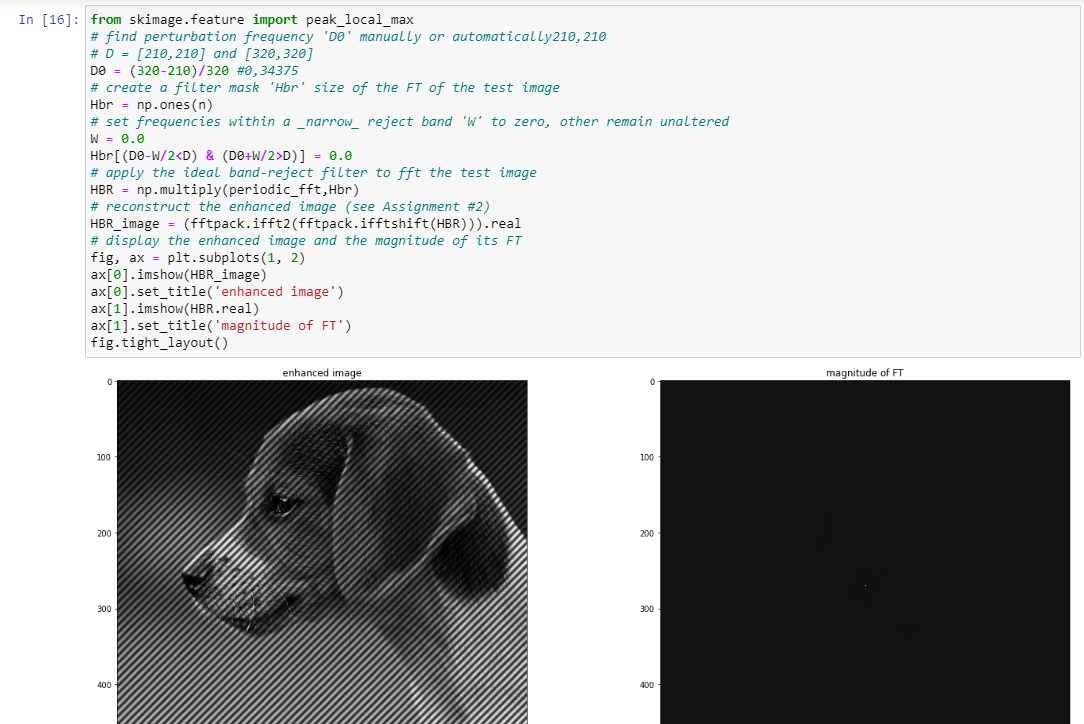 In [16]:
from skimage.feature import peak_local_max
# find perturbation frequency 'D0' manually or automatically210,210
# D = [210,210] and [320,320]
D0 = (320-210)/320 #0,34375
# create a filter mask 'Hbr' size of the FT of the test image
Hbr = np.ones(n)
# set frequencies within a _narrow_ reject band 'W' to zero, other remain unaltered
W = 0.0
Hbr[(D0-W/2<D) & (D0+W/2>D)] = 0.0
# apply the ideal band-reject filter to fft the test image
HBR = np.multiply(periodic_fft,Hbr)
# reconstruct the enhanced image (see Assignment #2)
HBR_image = (fftpack.ifft2(fftpack.ifftshift(HBR))).real
# display the enhanced image and the magnitude of its FT
fig, ax = plt.subplots(1, 2)
ax[0].imshow(HBR_image)
ax[0].set_title('enhanced image')
ax[1].imshow(HBR.real)
ax[1].set_title('magnitude of FT')
fig.tight_layout()
enhanced image
0
100
200
300
400
magnitude of FT
0
100
200
300
400